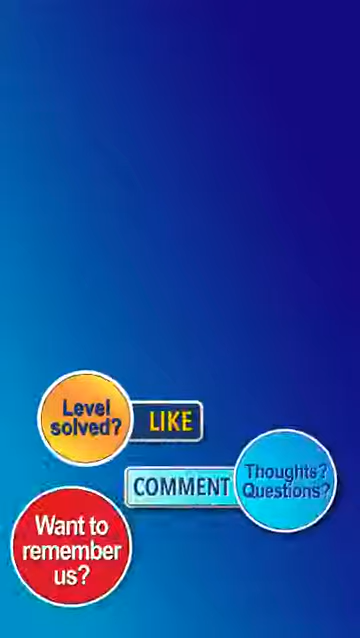 Level
solved?
LIKE
Thoughts?
Questions?
COMMENT
Want to
remember
us?